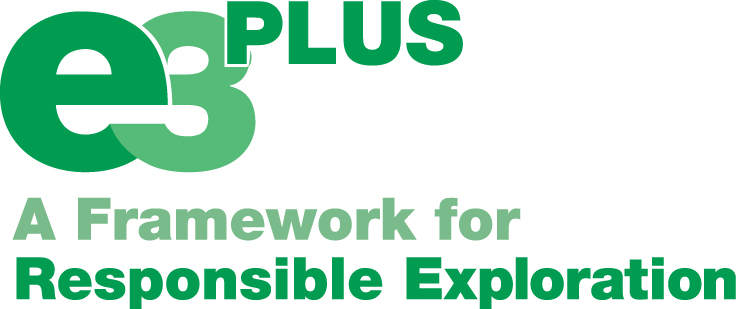 e3 PLUS
A Framework for
Responsible Exploration